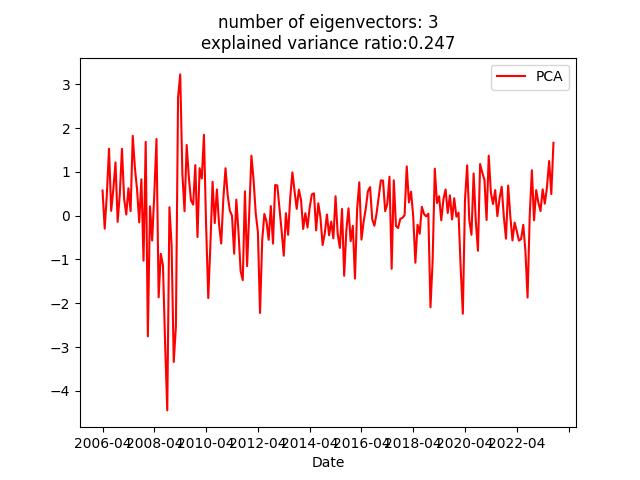 number of eigenvectors: 3
explained variance ratio:0.247
PCA
3
2
1
0
−1
−2
−3
−4
2006-04 2008-04 2010-04 2012-04 2014-04 2016-04 2018-04 2020-04 2022-04
Date